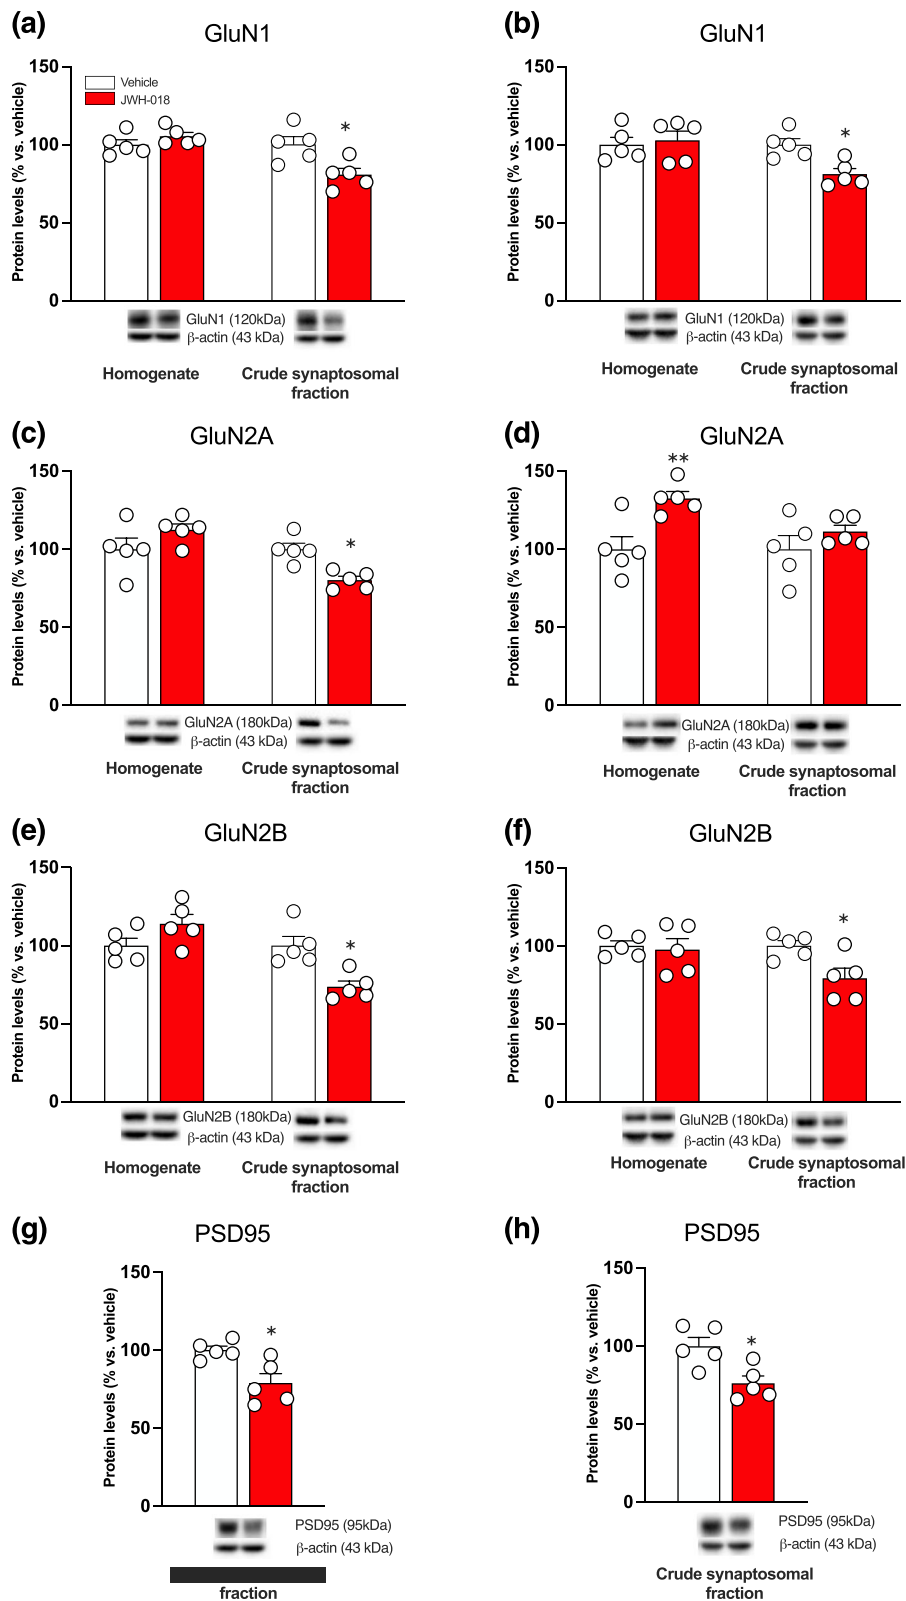 (a)
GluN1
Protein levels (% vs. vehicle)
150
100
50
0
Vehicle
JWH-018
*
GluN1 (120kDa)
β-actin (43 kDa)
Homogenate
Crude synaptosomal
fraction
(b)
GluN1
Protein levels (% vs. vehicle)
150
100
50
0
*
GluN1 (120kDa)
β-actin (43 kDa)
Homogenate
Crude synaptosomal
fraction
(c)
GluN2A
Protein levels (% vs. vehicle)
150
100
50
0
*
GluN2A (180kDa)
β-actin (43 kDa)
Homogenate
Crude synaptosomal
fraction
(d)
GluN2A
Protein levels (% vs. vehicle)
150
100
50
0
**
GluN2A (180kDa)
β-actin (43 kDa)
Homogenate
Crude synaptosomal
fraction
(e)
GluN2B
Protein levels (% vs. vehicle)
150
100
50
0
*
GluN2B (180kDa)
β-actin (43 kDa)
Homogenate
Crude synaptosomal
fraction
(f)
GluN2B
Protein levels (% vs. vehicle)
150
100
50
0
*
GluN2B (180kDa)
β-actin (43 kDa)
Homogenate
Crude synaptosomal
fraction
(g)
PSD95
Protein levels (% vs. vehicle)
150
100
50
0
*
PSD95 (95kDa)
β-actin (43 kDa)
fraction
(h)
PSD95
Protein levels (% vs. vehicle)
150
100
50
0
*
PSD95 (95kDa)
β-actin (43 kDa)
Crude synaptosomal
fraction